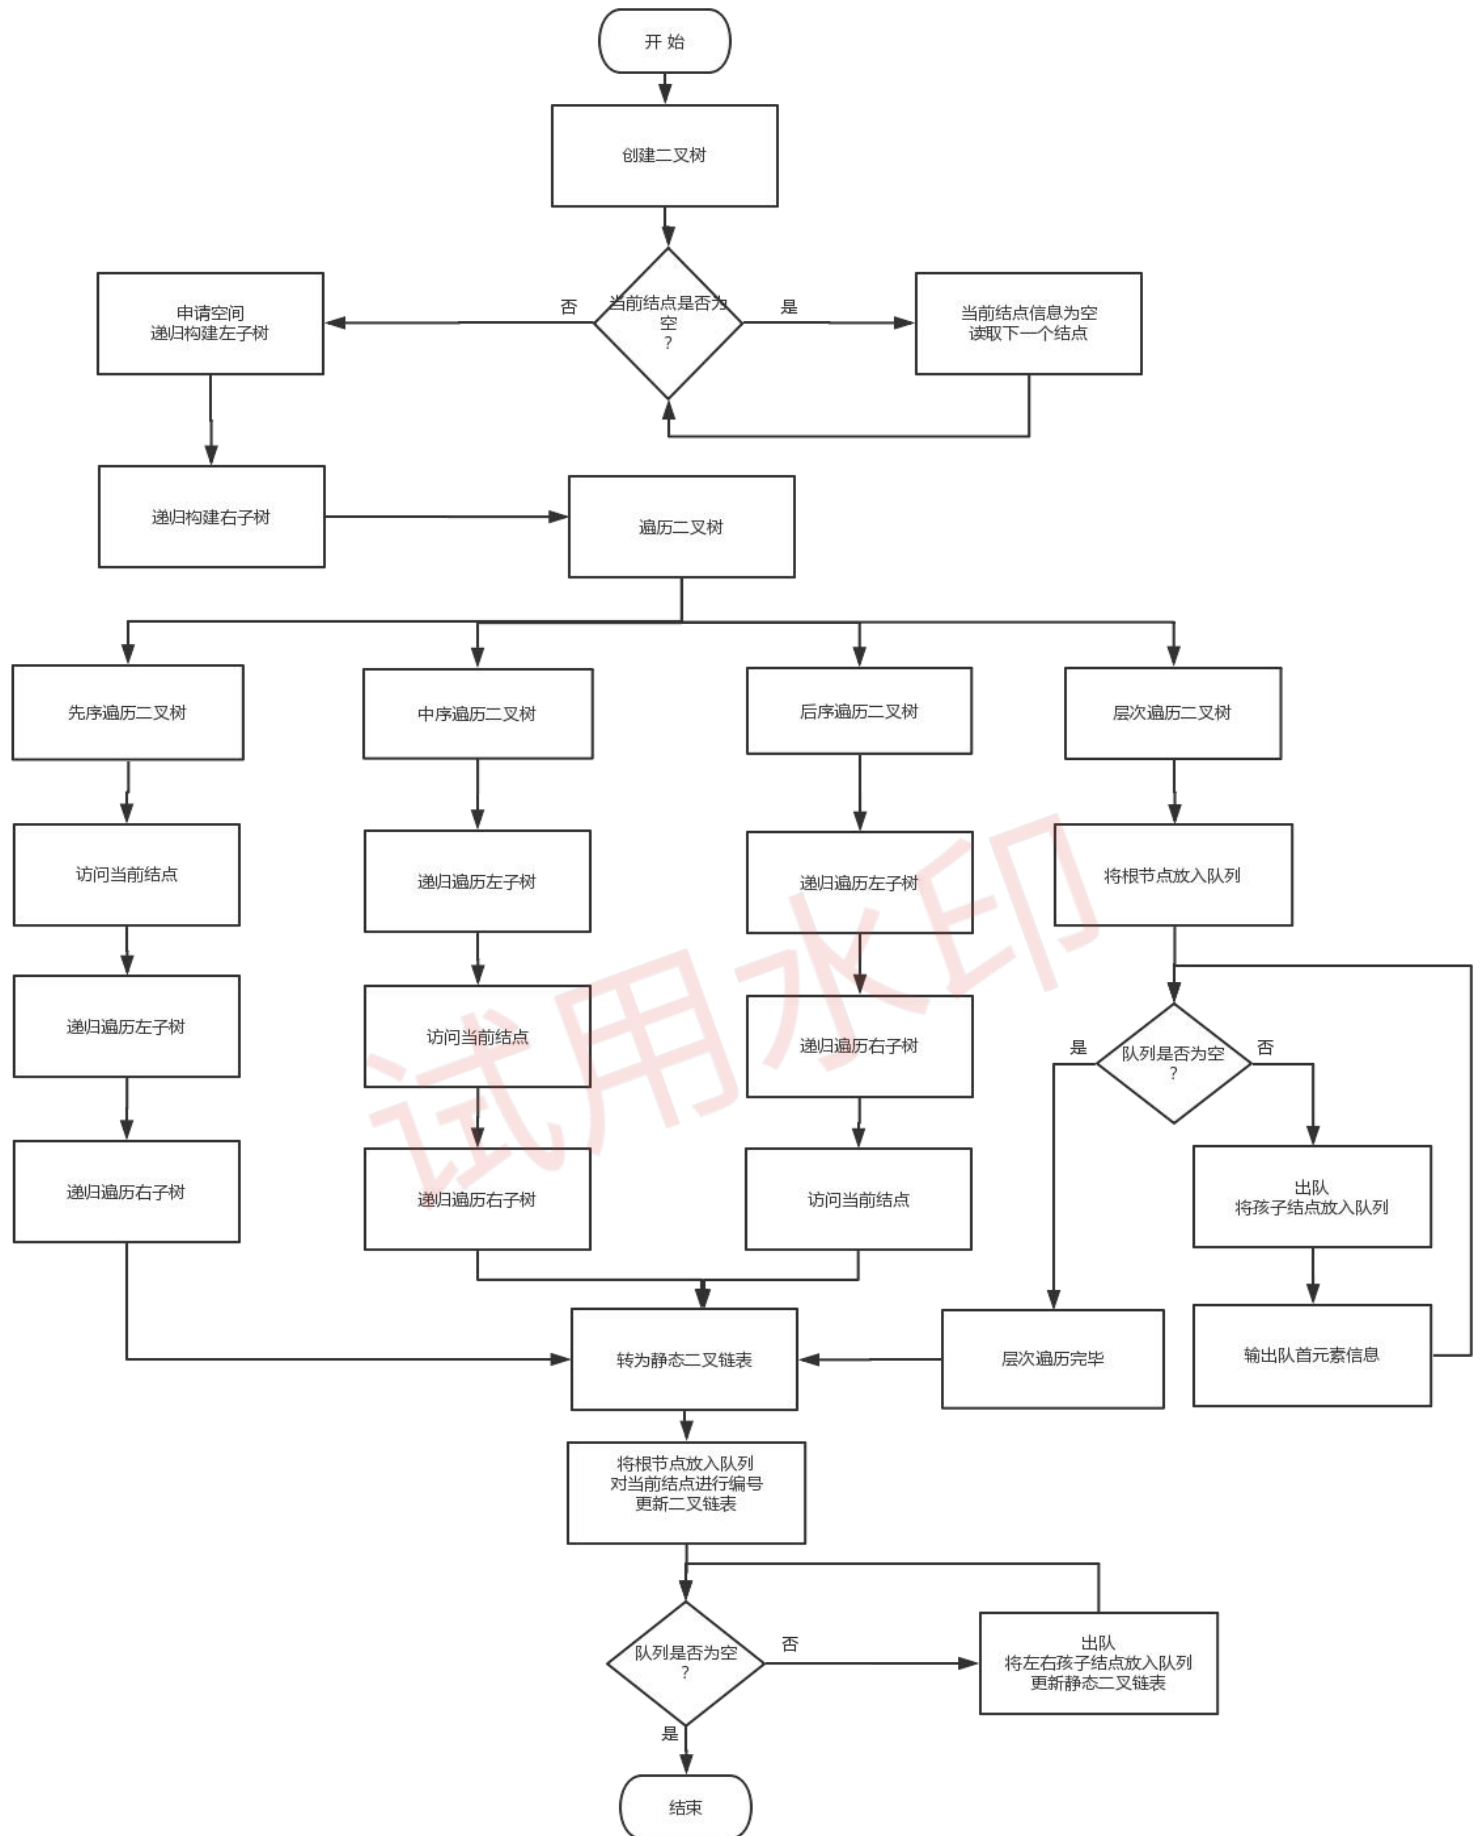 开 始
创建二叉树
申请空间
递归构建左子树
否
当前结点是否为
空
?
是
当前结点信息为空
读取下一个结点
递归构建右子树
遍历二叉树
先序遍历二叉树
中序遍历二叉树
后序遍历二叉树
层次遍历二叉树
访问当前结点
递归遍历左子树
递归遍历左子树
将根节点放入队列
递归遍历左子树
访问当前结点
递归遍历右子树
是
队列是否为空
?
否
递归遍历右子树
递归遍历右子树
访问当前结点
出队
将孩子结点放入队列
转为静态二叉链表
层次遍历完毕
输出队首元素信息
将根节点放入队列
对当前结点进行编号
更新二叉链表
队列是否为空
?
否
出队
将左右孩子结点放入队列
更新静态二叉链表
是
结束
试用水印